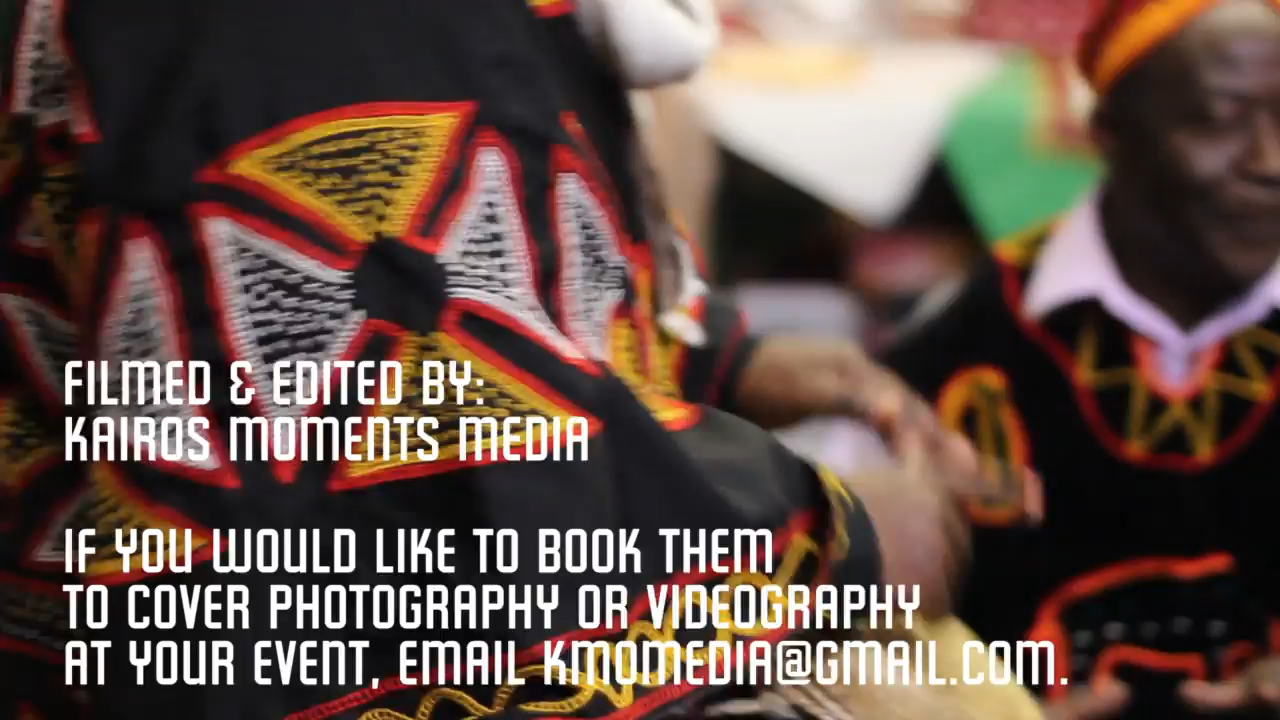 FILMED & EDITED BY:
KAIROS MOMENTS MEDIA
IF YOU WOULD LIKE TO BOOK THEM
TO COVER PHOTOGRAPHY OR VIDEOGRAPHY
AT YOUR EVENT, EMAIL KMOMEDIA@GMAIL.COM.